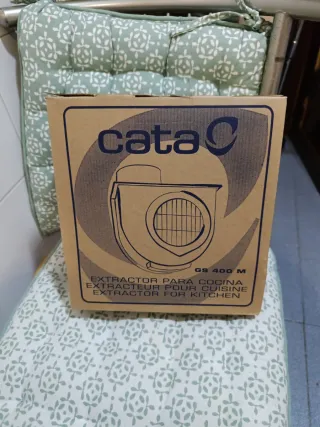 cata
GS 400 M
EXTRACTOR PARA COCINA
EXTRACTEUR POUR CUISINE
EXTRACTOR FOR KITCHEN